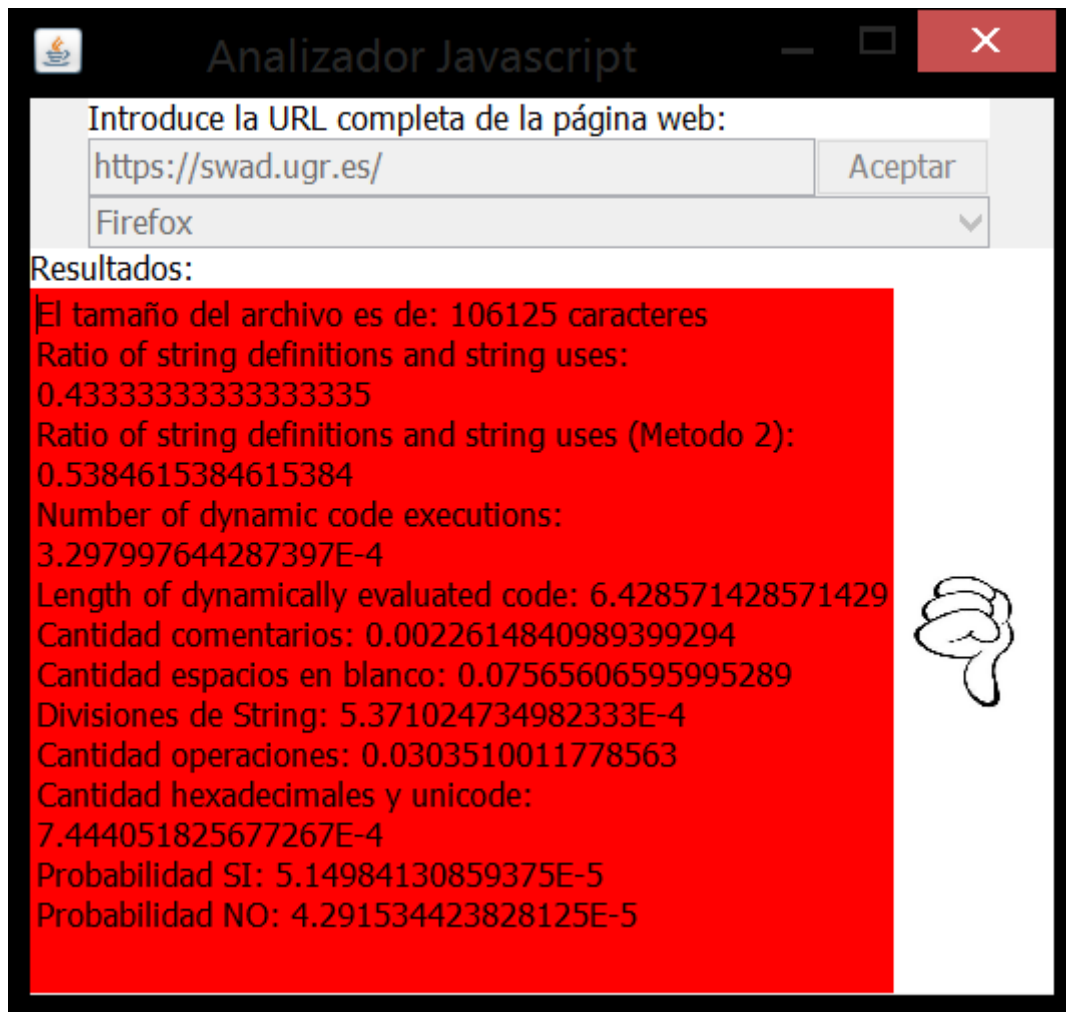 Analizador Javascript
Introduce la URL completa de la página web:
https://swad.ugr.es/
Aceptar
Firefox
Resultados:
El tamaño del archivo es de: 106125 caracteres
Ratio of string definitions and string uses:
0.43333333333333335
Ratio of string definitions and string uses (Metodo 2):
0.5384615384615384
Number of dynamic code executions:
3.297997644287397E-4
Length of dynamically evaluated code: 6.428571428571429
Cantidad comentarios: 0.0022614840989399294
Cantidad espacios en blanco: 0.07565606595995289
Divisiones de String: 5.371024734982333E-4
Cantidad operaciones: 0.0303510011778563
Cantidad hexadecimales y unicode:
7.444051825677267E-4
Probabilidad SI: 5.14984130859375E-5
Probabilidad NO: 4.291534423828125E-5